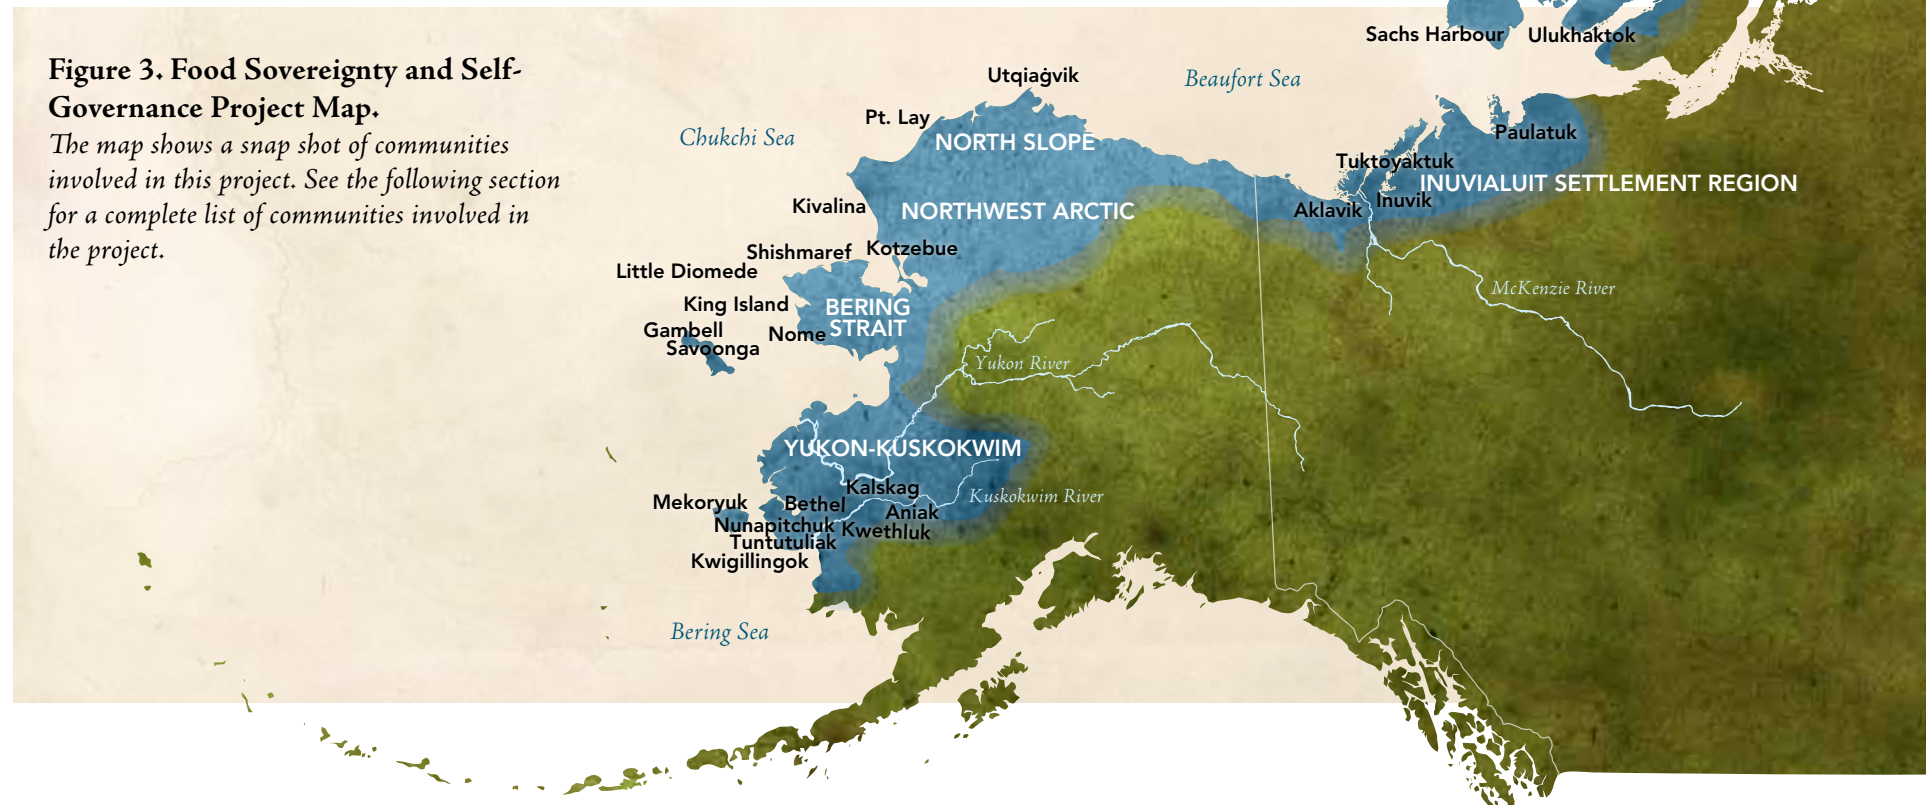 Figure 3. Food Sovereignty and Self-
Governance Project Map.
The map shows a snap shot of communities
involved in this project. See the following section
for a complete list of communities involved in
the project.
Sachs Harbour
Ulukhaktok
Utqiaġvik
Beaufort Sea
Pt. Lay
Chukchi Sea
NORTH SLOPE
Paulatuk
Tuktoyaktuk
INUVIALUIT SETTLEMENT REGION
Inuvik
Aklavik
Kivalina
NORTHWEST ARCTIC
Shishmaref
Kotzebue
Little Diomede
McKenzie River
King Island
BERING
STRAIT
Gambell
Nome
Savoonga
Yukon River
YUKON-KUSKOKWIM
Kalskag
Kuskokwim River
Mekoryuk
Bethel
Aniak
Nunapitchuk
Kwethluk
Tuntutuliak
Kwigillingok
Bering Sea